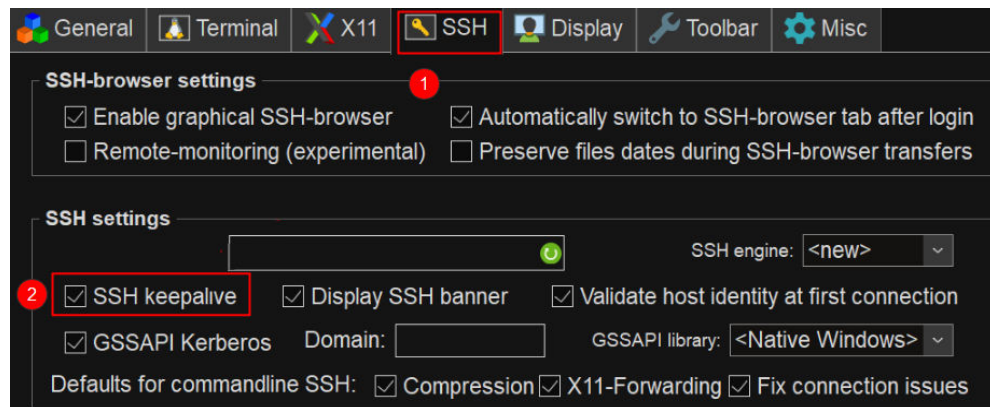 General Terminal X11 SSH Display Toolbar Misc
SSH-browser settings
1
Enable graphical SSH-browser Automatically switch to SSH-browser tab after login
Remote-monitoring (experimental) Preserve files dates during SSH-browser transfers
SSH settings
SSH engine: <new>
2 SSH keepalive Display SSH banner Validate host identity at first connection
GSSAPI Kerberos Domain: GSSAPI library: <Native Windows>
Defaults for commandline SSH: Compression X11-Forwarding Fix connection issues